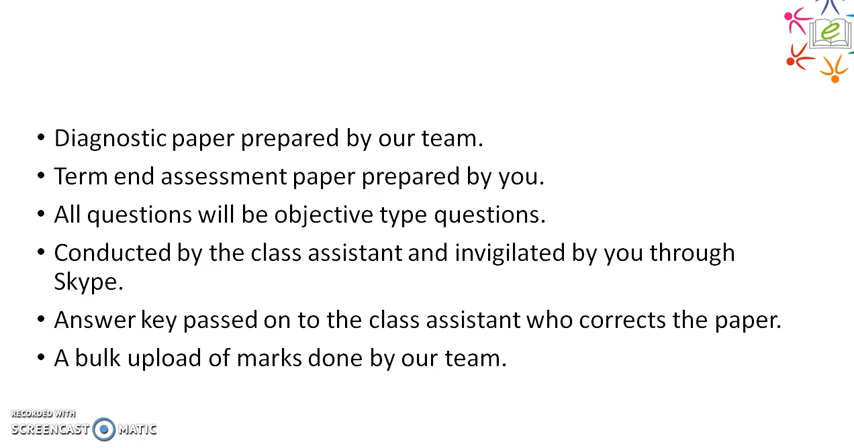 • Diagnostic paper prepared by our team.
• Term end assessment paper prepared by you.
• All questions will be objective type questions.
• Conducted by the class assistant and invigilated by you through
Skype.
• Answer key passed on to the class assistant who corrects the paper.
• A bulk upload of marks done by our team.
RECORDED WITH
SCREENCAST MATIC
e